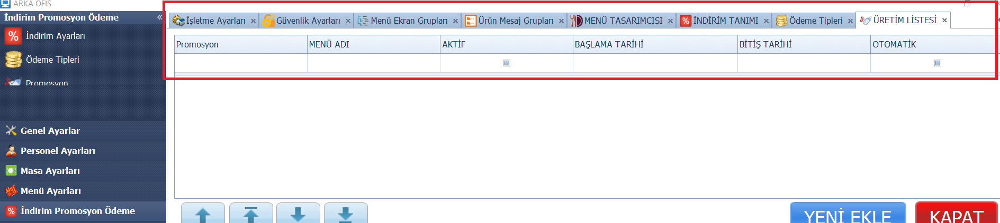 ARKA OFİS
İndirim Promosyon Ödeme «
İndirim Ayarları
Ödeme Tipleri
Promosyon
Genel Ayarlar
Personel Ayarları
Masa Ayarları
Menü Ayarları
İndirim Promosyon Ödeme
İşletme Ayarları × Güvenlik Ayarları × Menü Ekran Grupları × Ürün Mesaj Grupları × MENÜ TASARIMCISI × İNDİRİM TANIMI × Ödeme Tipleri × ÜRETİM LİSTESİ ×
Promosyon MENÜ ADI AKTİF BAŞLAMA TARİHİ BİTİŞ TARİHİ OTOMATİK
YENİ EKLE KAPAT